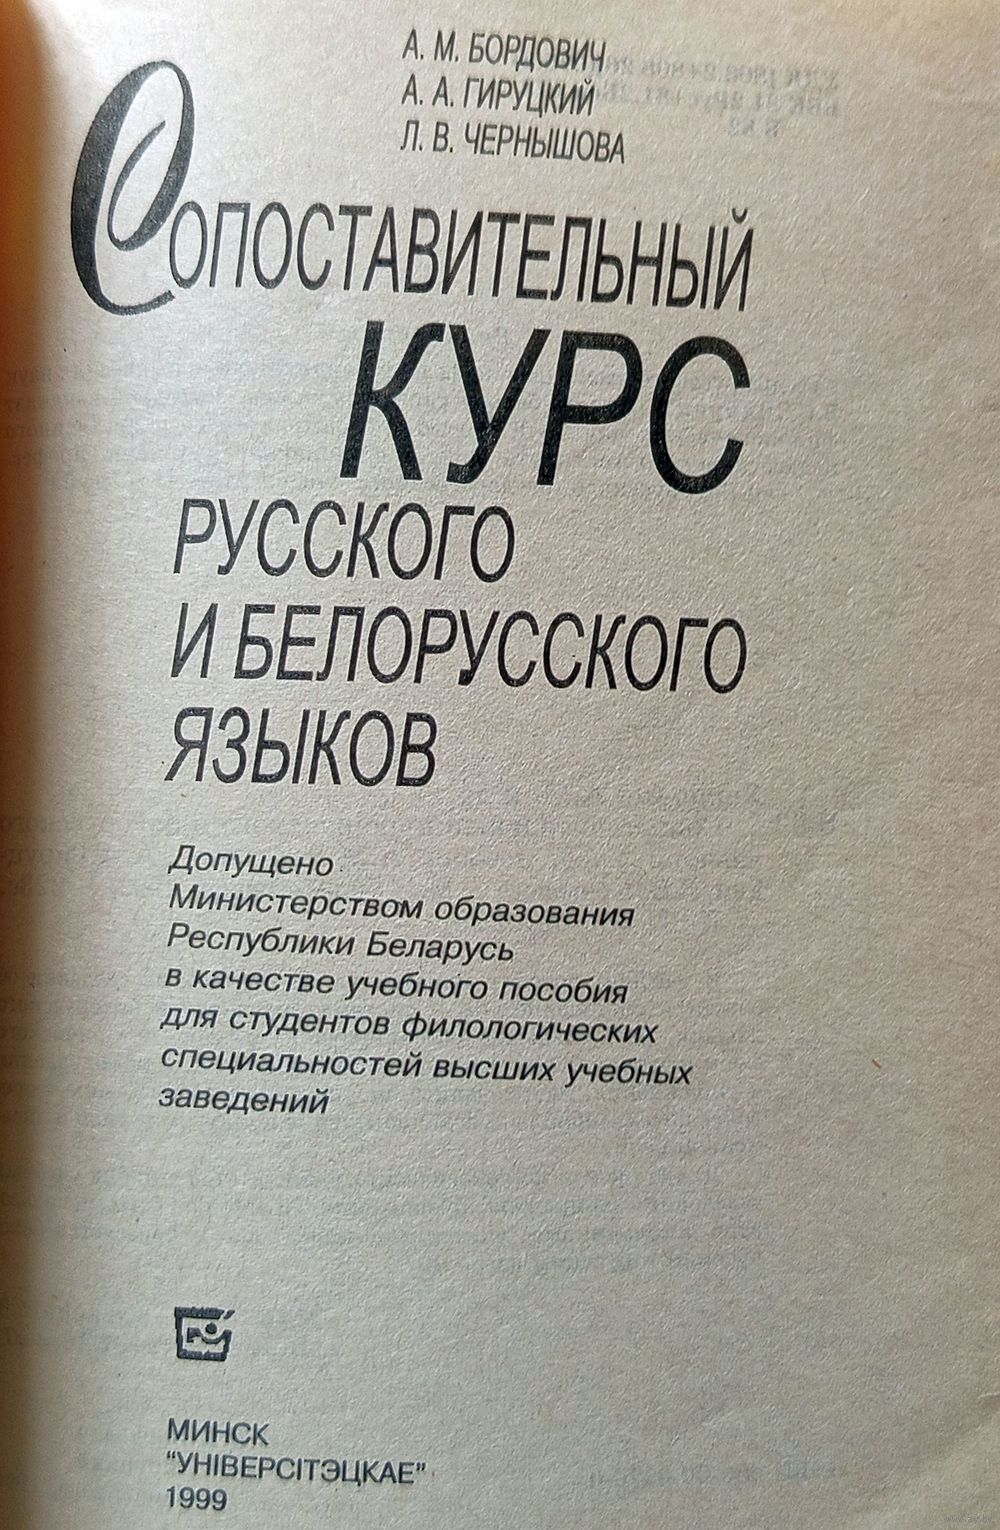 А. М. БОРДОВИЧ
А. А. ГИРУЦКИЙ
Л. В. ЧЕРНЫШОВА
СОПОСТАВИТЕЛЬНЫЙ
КУРС
РУССКОГО
И БЕЛОРУССКОГО
ЯЗЫКОВ
Допущено
Министерством образования
Республики Беларусь
в качестве учебного пособия
для студентов филологических
специальностей высших учебных
заведений
МИНСК
"УНІВЕРСІТЭЦКАЕ"
1999